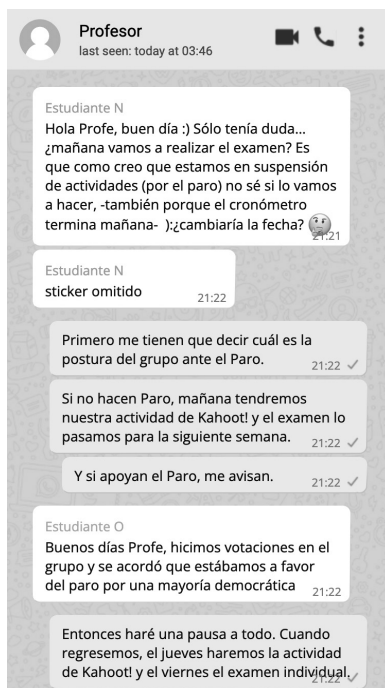 Profesor
last seen: today at 03:46
Estudiante N
Hola Profe, buen día :) Sólo tenía duda...
¿mañana vamos a realizar el examen? Es
que como creo que estamos en suspensión
de actividades (por el paro) no sé si lo vamos
a hacer, -también porque el cronómetro
termina mañana-  ):¿cambiaría la fecha?
21:21
Estudiante N
sticker omitido
21:22
Primero me tienen que decir cuál es la
postura del grupo ante el Paro.
21:22
Si no hacen Paro, mañana tendremos
nuestra actividad de Kahoot! y el examen lo
pasamos para la siguiente semana.
21:22
Y si apoyan el Paro, me avisan.
21:22
Estudiante O
Buenos días Profe, hicimos votaciones en el
grupo y se acordó que estábamos a favor
del paro por una mayoría democrática
21:22
Entonces haré una pausa a todo. Cuando
regresemos, el jueves haremos la actividad
de Kahoot! y el viernes el examen individual.
21:22